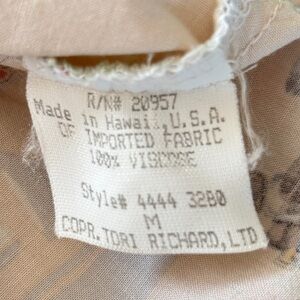 R/N# 20957
Made in Hawaii, U.S.A.
OF IMPORTED FABRIC
100% VISCOSE
Style# 4444 3280
M
COPR. TORI RICHARD, LTD